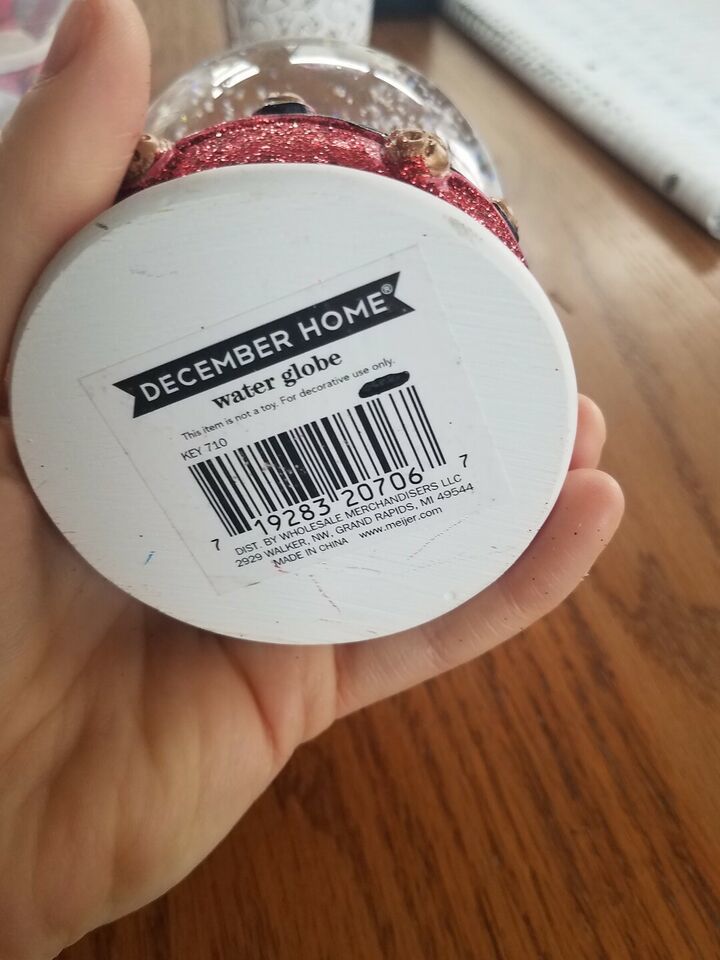 DECEMBER HOME®
water globe
This item is not a toy. For decorative use only.
KEY 710
7 19283 20706 7
DIST. BY WHOLESALE MERCHANDISERS LLC
2929 WALKER, NW, GRAND RAPIDS, MI 49544
MADE IN CHINA www.meijer.com